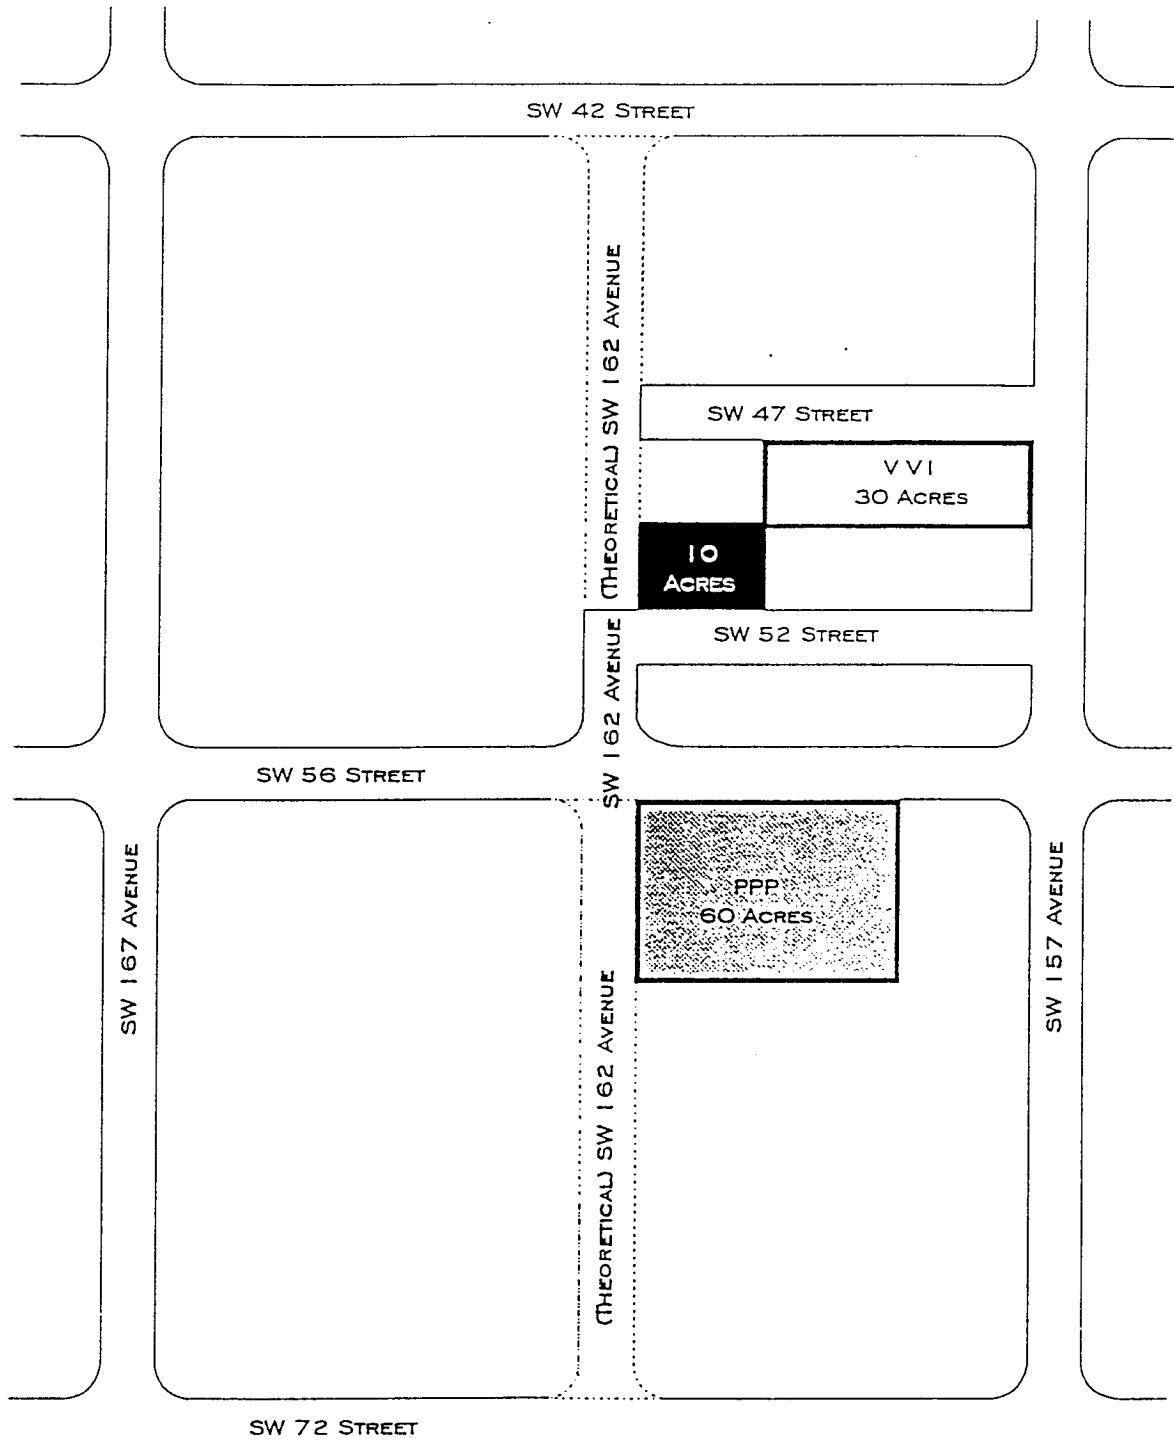 SW 42 STREET
(THEORETICAL) SW 162 AVENUE
SW 47 STREET
V V I
30 ACRES
10
ACRES
SW 52 STREET
SW 162 AVENUE
SW 56 STREET
PPP
60 ACRES
SW 167 AVENUE
SW 157 AVENUE
(THEORETICAL) SW 162 AVENUE
SW 72 STREET